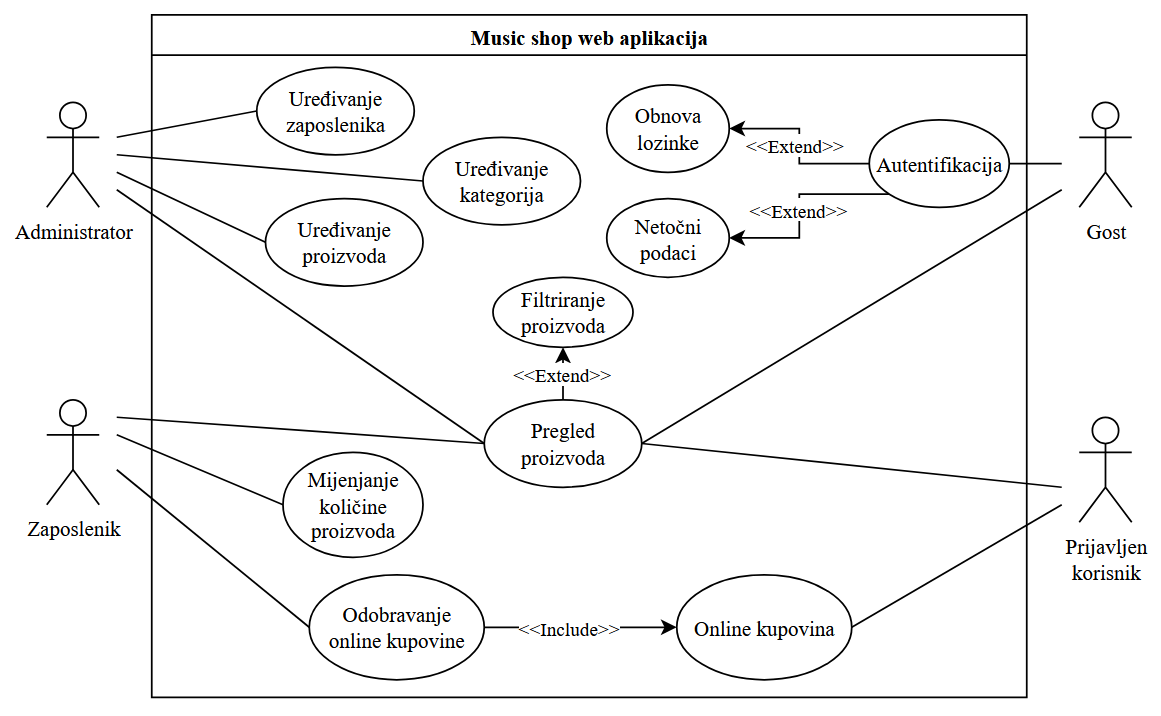 Music shop web aplikacija
Uređivanje
zaposlenika
Uređivanje
kategorija
Uređivanje
proizvoda
Administrator
Obnova
lozinke
<<Extend>>
Autentifikacija
<<Extend>>
Netočni
podaci
Gost
Filtriranje
proizvoda
<<Extend>>
Pregled
proizvoda
Zaposlenik
Mijenjanje
količine
proizvoda
Prijavljen
korisnik
Odobravanje
online kupovine
<<Include>>
Online kupovina